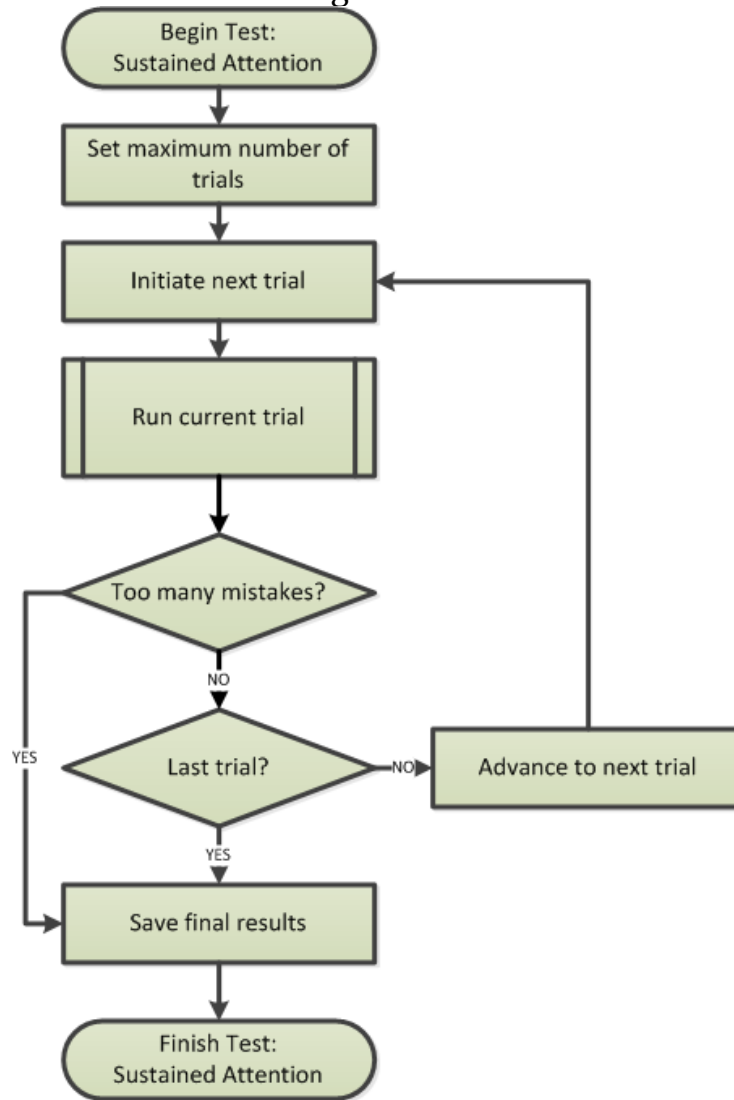 Begin Test:
Sustained Attention
Set maximum number of
trials
Initiate next trial
Run current trial
Too many mistakes?
NO
YES
Last trial?
NO
Advance to next trial
YES
Save final results
Finish Test:
Sustained Attention